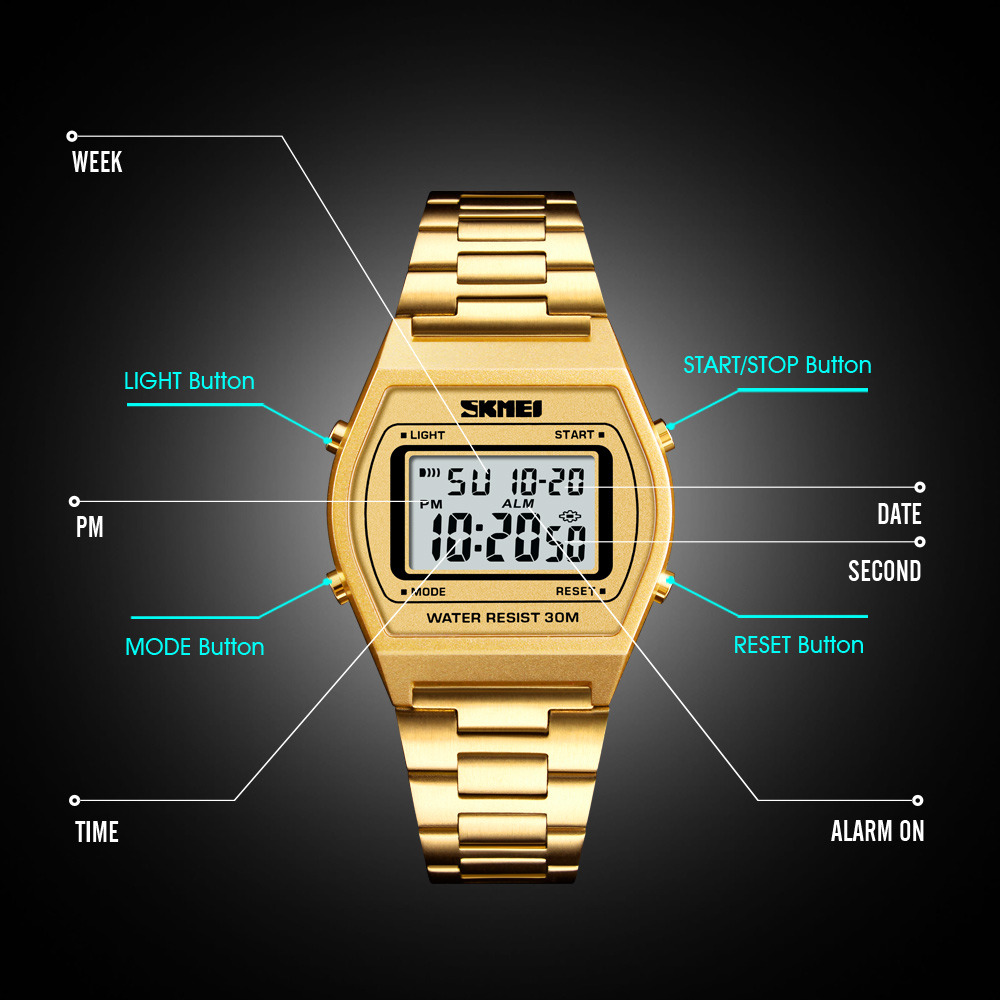 WEEK
LIGHT Button
START/STOP Button
SKMEI
LIGHT
START
SU 10-20
PM
ALM
10:20 50
PM
DATE
SECOND
MODE
RESET
WATER RESIST 30M
MODE Button
RESET Button
TIME
ALARM ON